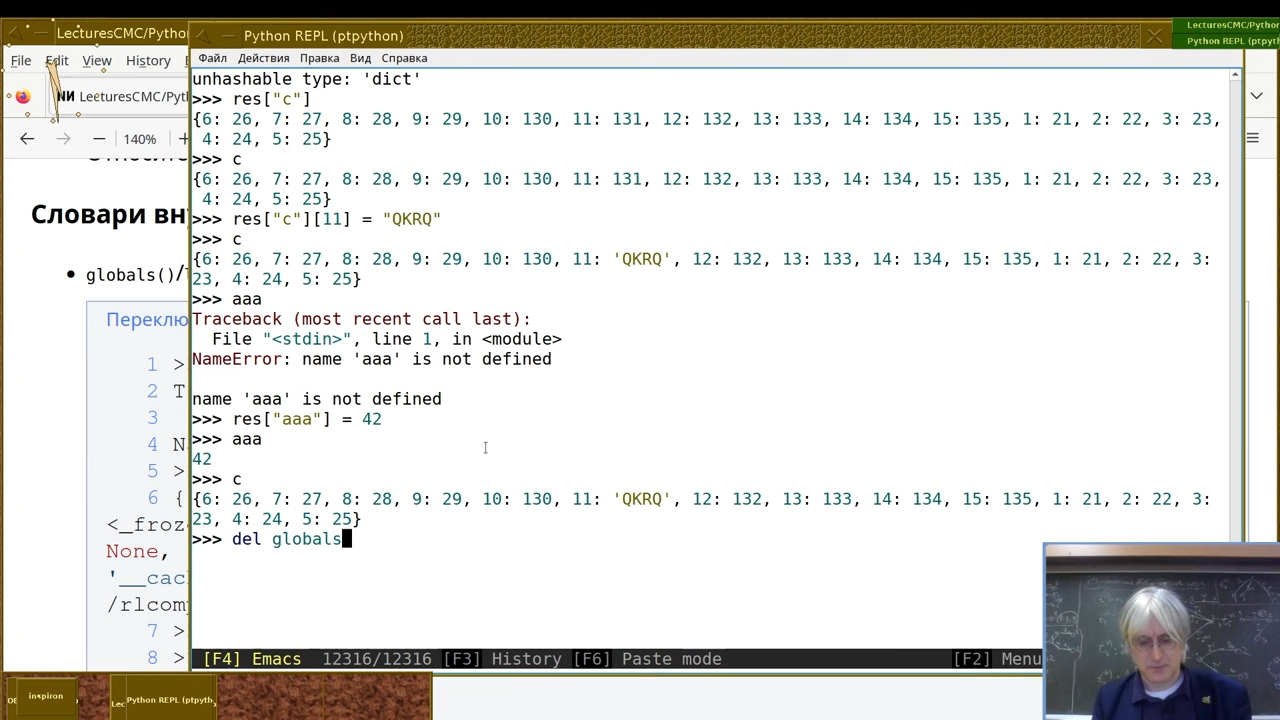 LecturesCMC/Python
Python REPL (ptpython)
LecturesCMC/Python
Python REPL (ptpyth
File Edit View History
Файл Действия Правка Вид Справка
LecturesCMC/Pyth
140%
Словари вн
globals()/
Переклю
1 >
2 T
3
4 N
5 >
6 {
<_froz
None,
'__cac
/rlcom
7 >
8 >
unhashable type: 'dict'
>>> res["c"]
{6: 26, 7: 27, 8: 28, 9: 29, 10: 130, 11: 131, 12: 132, 13: 133, 14: 134, 15: 135, 1: 21, 2: 22, 3: 23,
4: 24, 5: 25}
>>> c
{6: 26, 7: 27, 8: 28, 9: 29, 10: 130, 11: 131, 12: 132, 13: 133, 14: 134, 15: 135, 1: 21, 2: 22, 3: 23,
4: 24, 5: 25}
>>> res["c"][11] = "QKRQ"
>>> c
{6: 26, 7: 27, 8: 28, 9: 29, 10: 130, 11: 'QKRQ', 12: 132, 13: 133, 14: 134, 15: 135, 1: 21, 2: 22, 3:
23, 4: 24, 5: 25}
>>> aaa
Traceback (most recent call last):
File "<stdin>", line 1, in <module>
NameError: name 'aaa' is not defined
name 'aaa' is not defined
>>> res["aaa"] = 42
>>> aaa
42
>>> c
{6: 26, 7: 27, 8: 28, 9: 29, 10: 130, 11: 'QKRQ', 12: 132, 13: 133, 14: 134, 15: 135, 1: 21, 2: 22, 3:
23, 4: 24, 5: 25}
>>> del globals
[F4] Emacs 12316/12316 [F3] History [F6] Paste mode [F2] Menu
inspiron
Python REPL (ptpyth